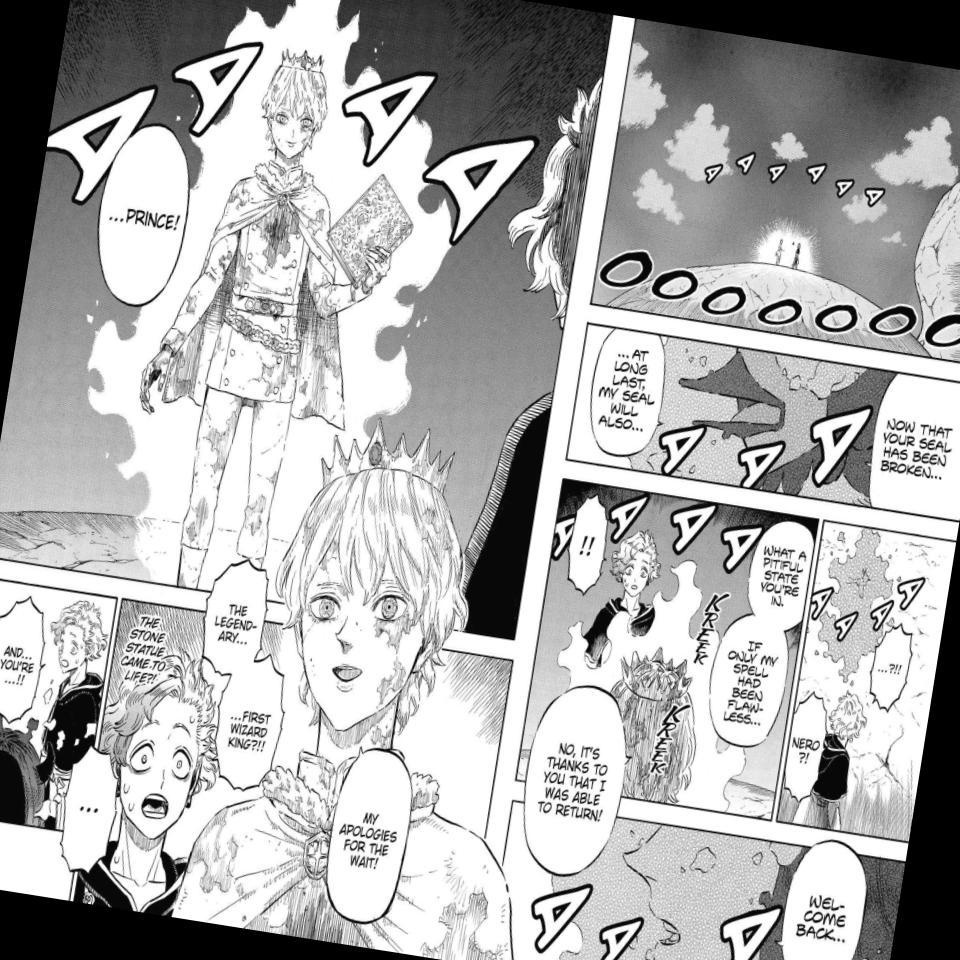 NOW THAT
YOUR SEAL
HAS BEEN
BROKEN...
...AT
LONG
LAST,
MY SEAL
WILL
ALSO...
...?!!
NERO
?!
WHAT A
PITIFUL
STATE
YOU'RE
IN.
IF
ONLY MY
SPELL
HAD
BEEN
FLAW-
LESS...
!!
KREEK
KREEK
NO, IT'S
THANKS TO
YOU THAT I
WAS ABLE
TO RETURN!
WEL-
COME
BACK...
...PRINCE!
MY
APOLOGIES
FOR THE
WAIT!
THE
LEGEND-
ARY...
...FIRST
WIZARD
KING?!!
THE
STONE
STATUE
CAME TO
LIFE?!
...
AND...
YOU'RE
...!!